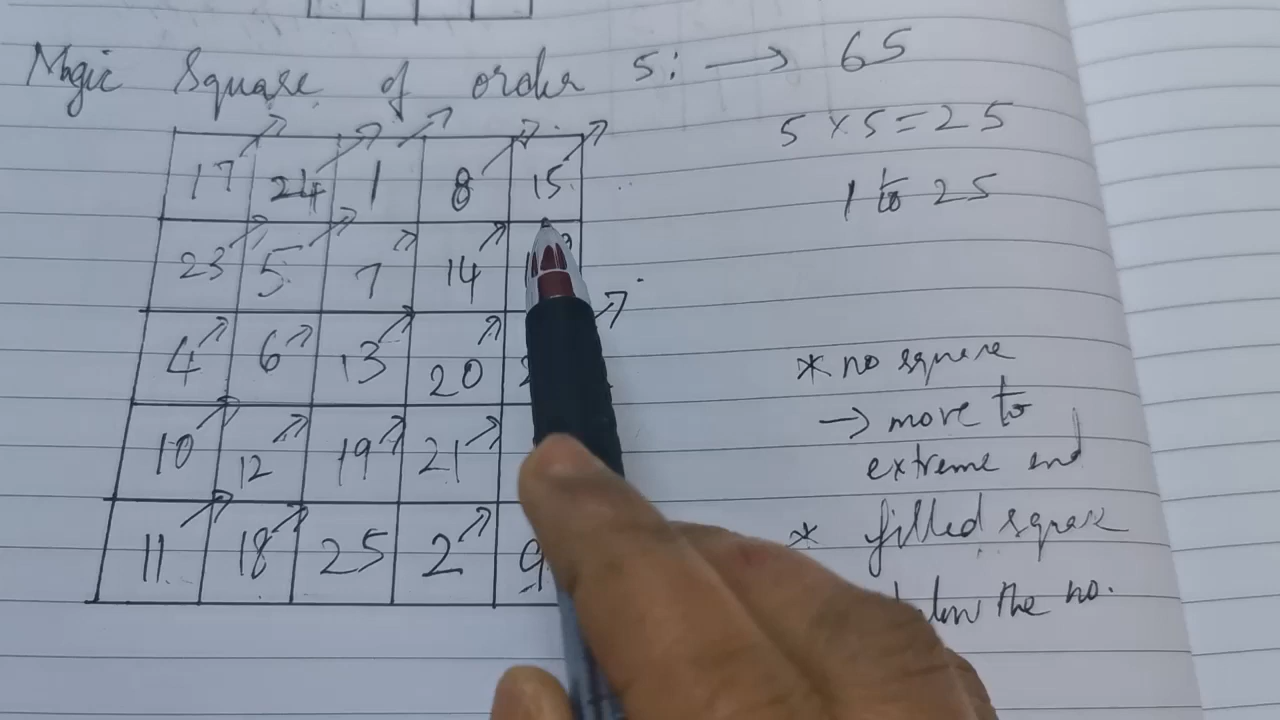 Magic Square of order 5: → 65
5 × 5 = 25
1 to 25
17 24 1 8 15
23 5 7 14
4 6 13 20
10 12 19 21
11 18 25 2 9
* no square
→ move to
extreme end
* filled square
the no.